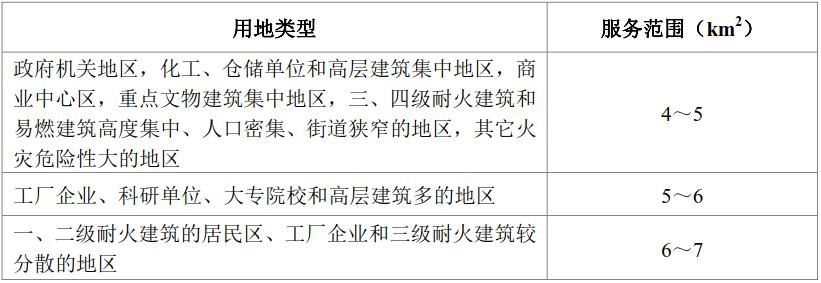 用地类型
服务范围（km²）
政府机关地区，化工、仓储单位和高层建筑集中地区，商
业中心区，重点文物建筑集中地区，三、四级耐火建筑和
易燃建筑高度集中、人口密集、街道狭窄的地区，其它火
灾危险性大的地区
4～5
工厂企业、科研单位、大专院校和高层建筑多的地区
5～6
一、二级耐火建筑的居民区、工厂企业和三级耐火建筑较
分散的地区
6～7